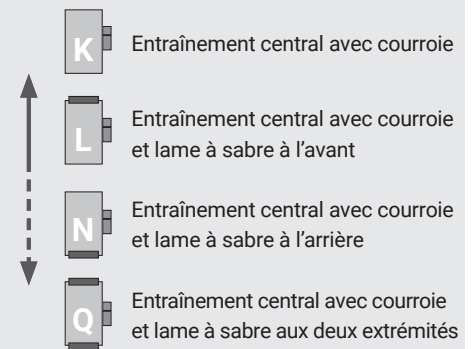 K
Entraînement central avec courroie
L
Entraînement central avec courroie
et lame à sabre à l’avant
N
Entraînement central avec courroie
et lame à sabre à l’arrière
Q
Entraînement central avec courroie
et lame à sabre aux deux extrémités